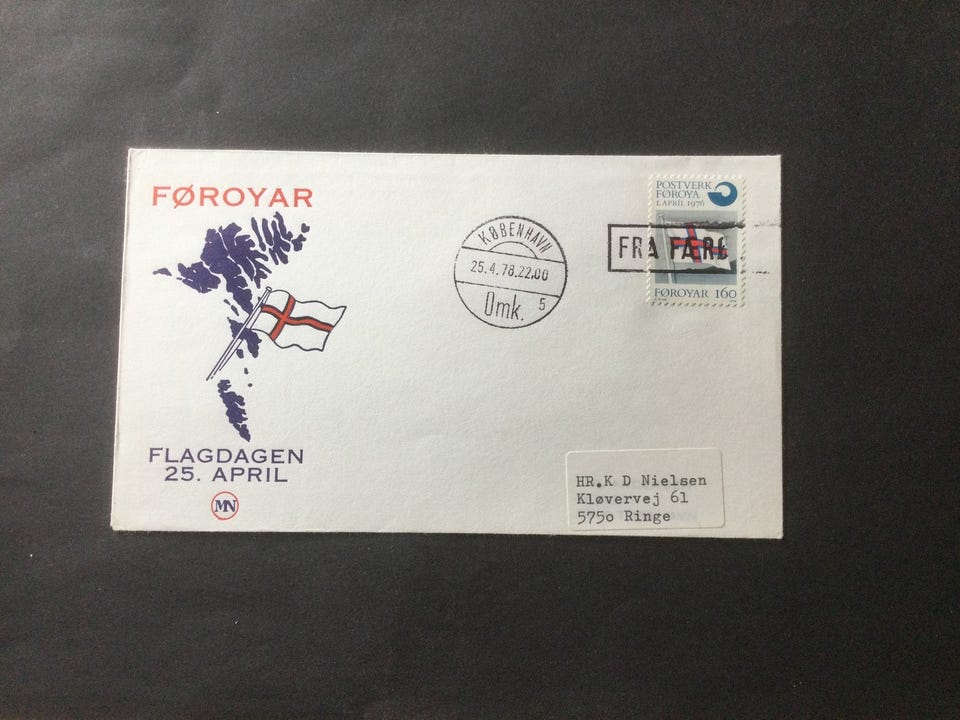 FØROYAR
FLAGDAGEN
25. APRIL
MN
KØBENHAVN
25.4.78.22.00
Omk. 5
POSTVERK
FØROYA
1. APRIL 1976
FRA FÆRØ
FØROYAR 160
HR.K D Nielsen
Kløvervej 61
575o Ringe